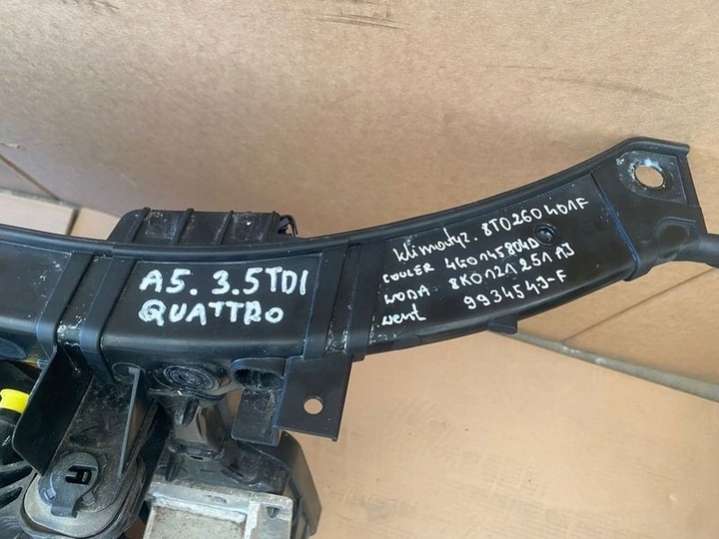 A5. 3.5TDI
QUATTRO
klimatyz. 8T0260401F
COOLER 4G0145804D
WODA. 8K0121251AJ
went 993454J-F